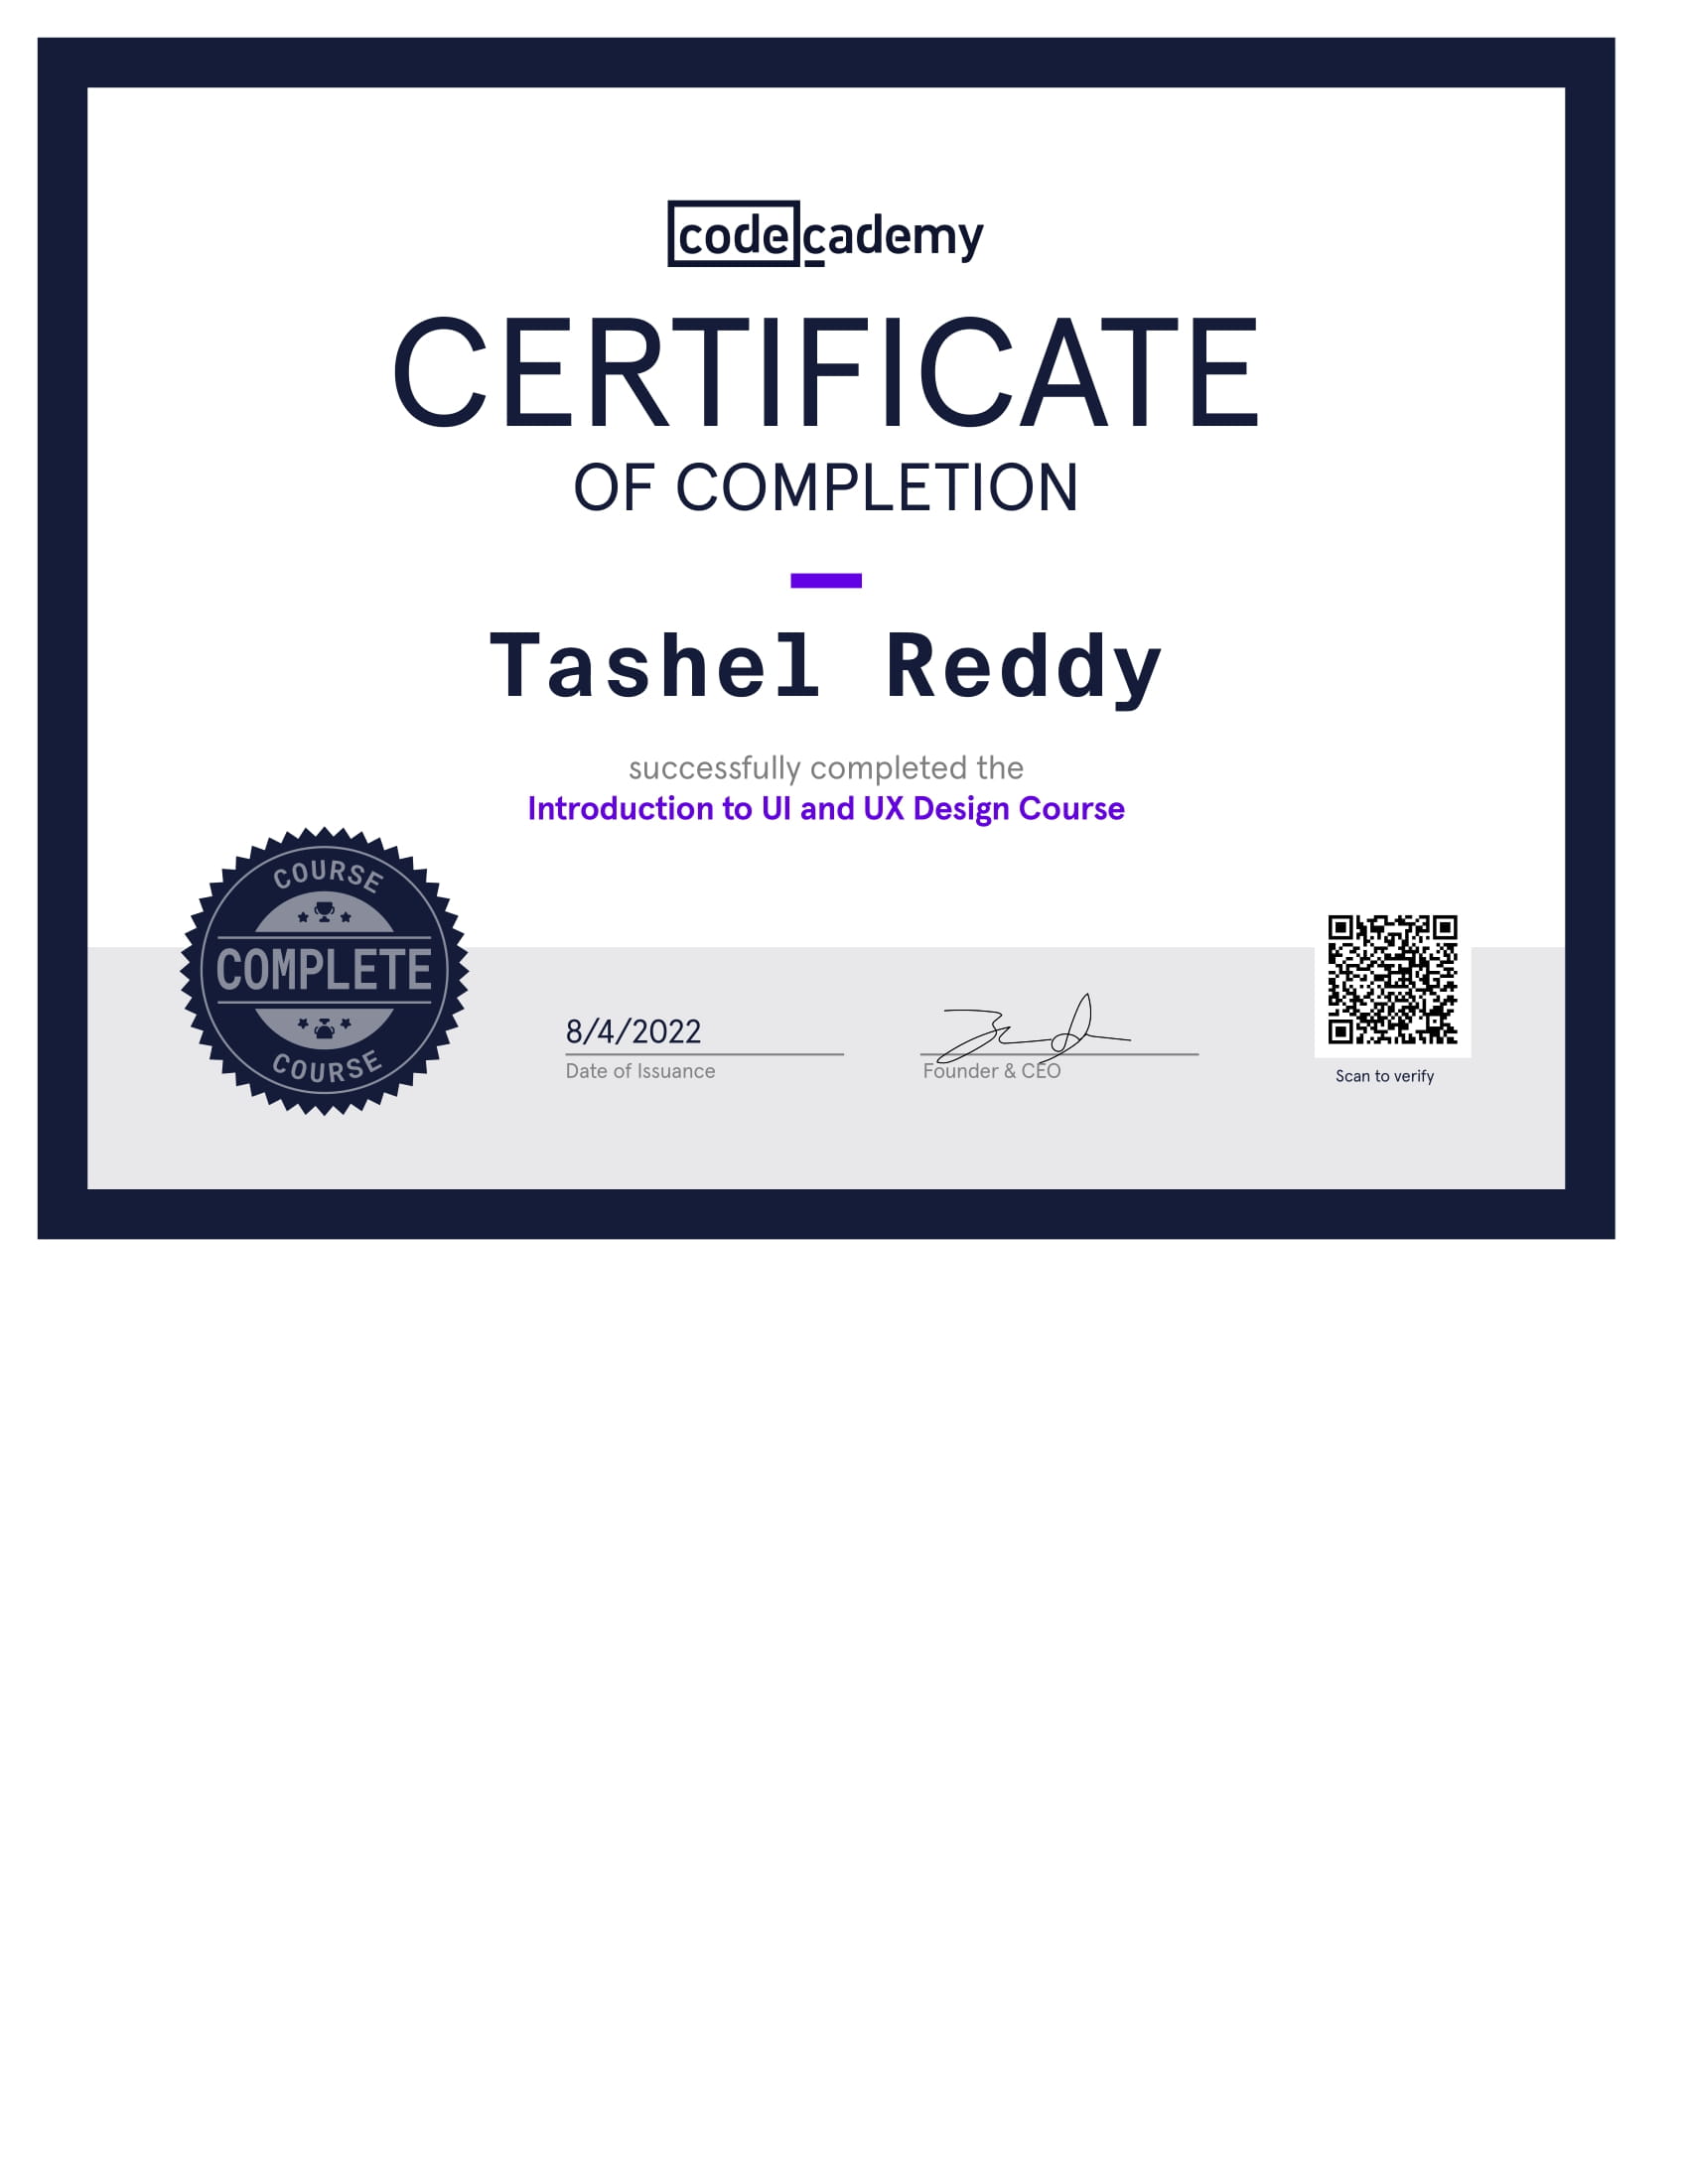 codecademy
CERTIFICATE
OF COMPLETION
Tashel Reddy
successfully completed the
Introduction to UI and UX Design Course
COURSE
COMPLETE
COURSE
8/4/2022
Date of Issuance
Founder & CEO
Scan to verify